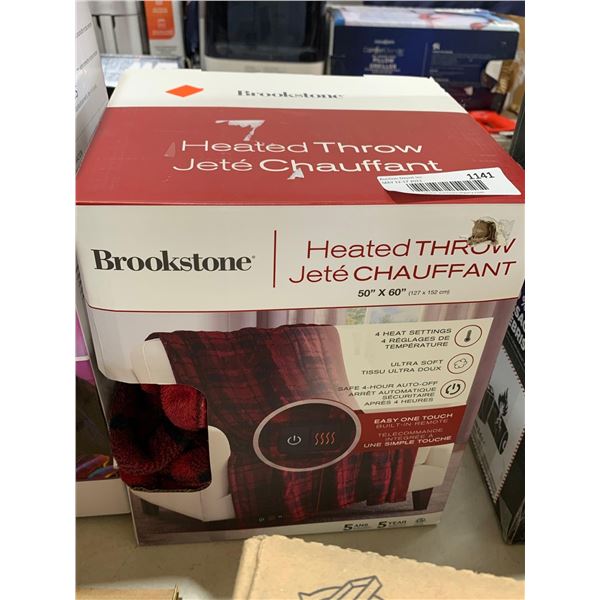 Brookstone
Heated Throw
Jeté Chauffant
1141
Brookstone
Heated THROW
Jeté CHAUFFANT
50" X 60" (127 x 152 cm)
4 HEAT SETTINGS
4 RÉGLAGES DE
TEMPÉRATURE
ULTRA SOFT
TISSU ULTRA DOUX
SAFE 4-HOUR AUTO-OFF
ARRÊT AUTOMATIQUE
SÉCURITAIRE
APRÈS 4 HEURES
EASY ONE TOUCH
BUILT-IN REMOTE
TÉLÉCOMMANDE
INTÉGRÉE À
UNE SIMPLE TOUCHE
5 ANS 5 YEAR